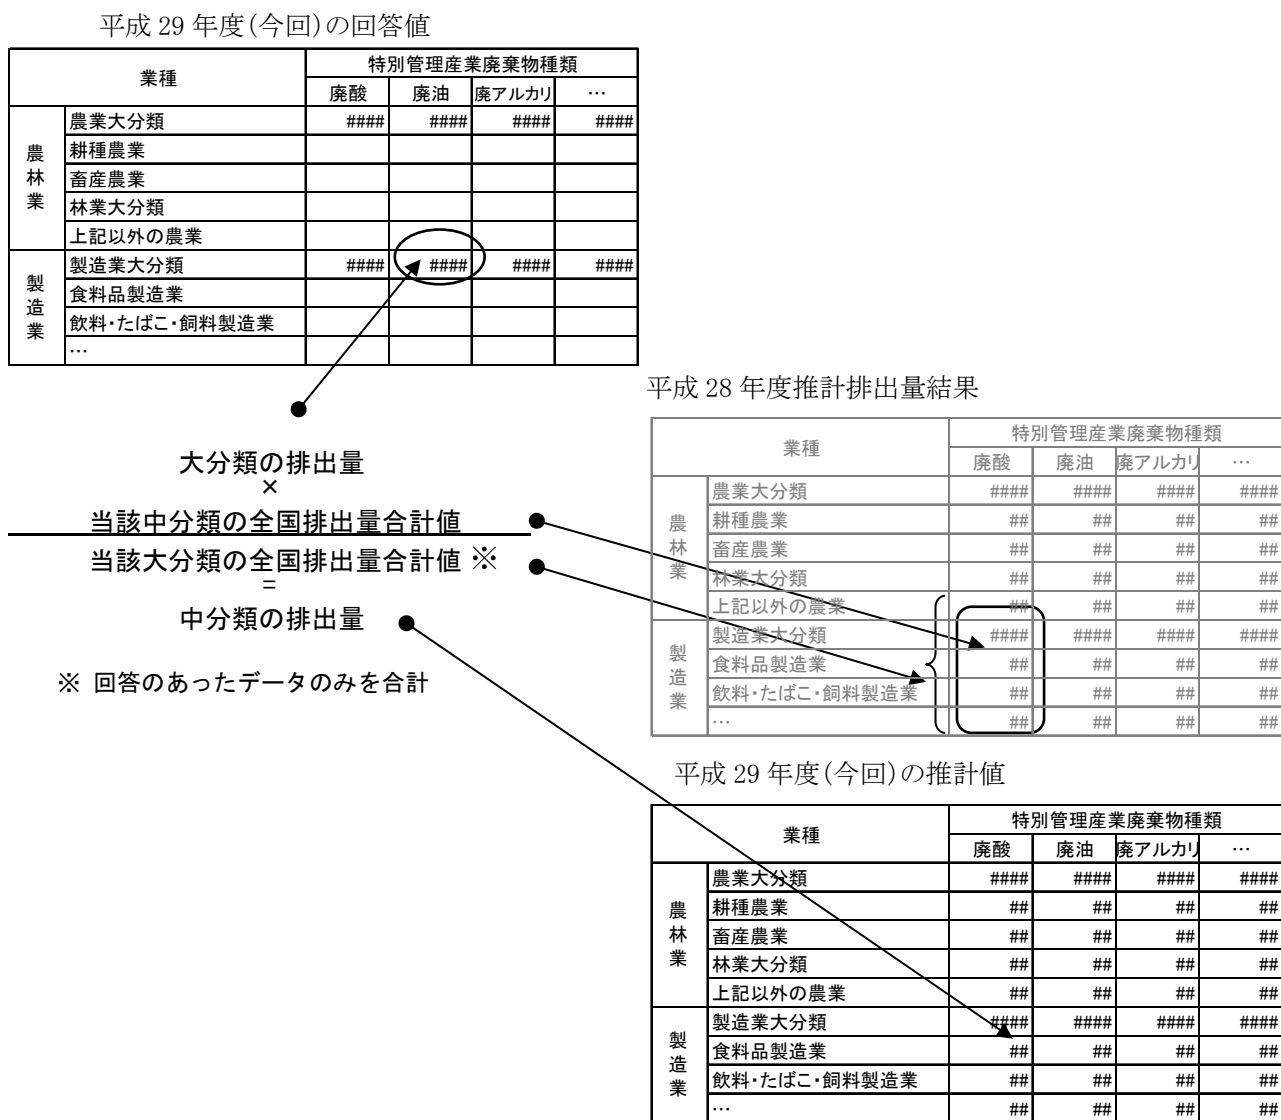 平成 29 年度(今回)の回答値
業種 特別管理産業廃棄物種類
廃酸 廃油 廃アルカリ …
農林業
農業大分類 #### #### #### ####
耕種農業
畜産農業
林業大分類
上記以外の農業
製造業
製造業大分類 #### #### #### ####
食料品製造業
飲料・たばこ・飼料製造業
…
大分類の排出量
×
当該中分類の全国排出量合計値
当該大分類の全国排出量合計値 ※
=
中分類の排出量
※ 回答のあったデータのみを合計
平成 28 年度推計排出量結果
業種 特別管理産業廃棄物種類
廃酸 廃油 廃アルカリ …
農林業
農業大分類 #### #### #### ####
耕種農業 ## ## ## ##
畜産農業 ## ## ## ##
林業大分類 ## ## ## ##
上記以外の農業 ## ## ## ##
製造業
製造業大分類 #### #### #### ####
食料品製造業 ## ## ## ##
飲料・たばこ・飼料製造業 ## ## ## ##
… ## ## ## ##
平成 29 年度(今回)の推計値
業種 特別管理産業廃棄物種類
廃酸 廃油 廃アルカリ …
農林業
農業大分類 #### #### #### ####
耕種農業 ## ## ## ##
畜産農業 ## ## ## ##
林業大分類 ## ## ## ##
上記以外の農業 ## ## ## ##
製造業
製造業大分類 #### #### #### ####
食料品製造業 ## ## ## ##
飲料・たばこ・飼料製造業 ## ## ## ##
… ## ## ## ##